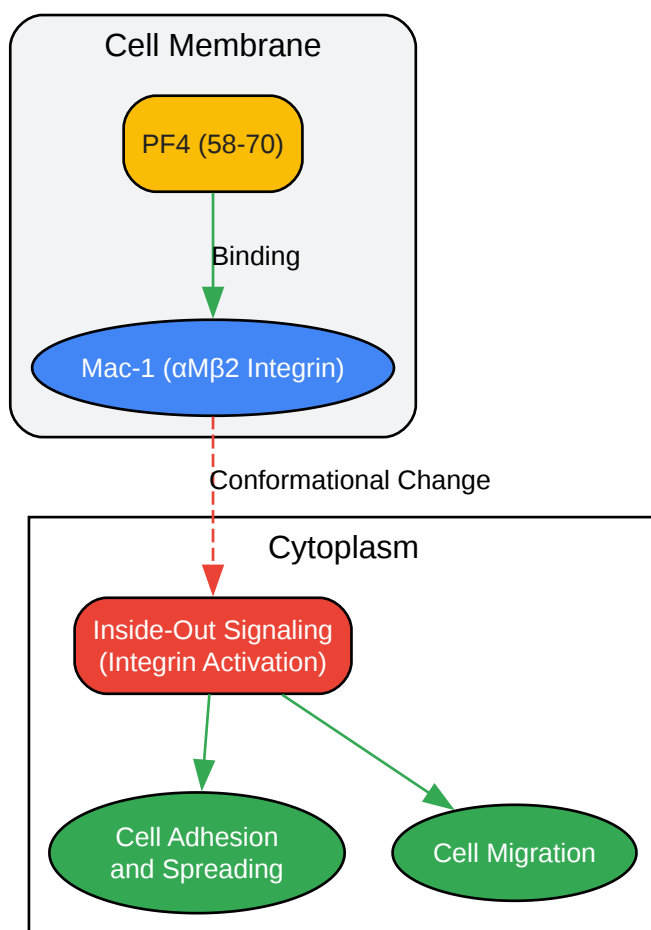 Cell Membrane
PF4 (58-70)
Binding
Mac-1 (αMβ2 Integrin)
Conformational Change
Cytoplasm
Inside-Out Signaling
(Integrin Activation)
Cell Adhesion
and Spreading
Cell Migration